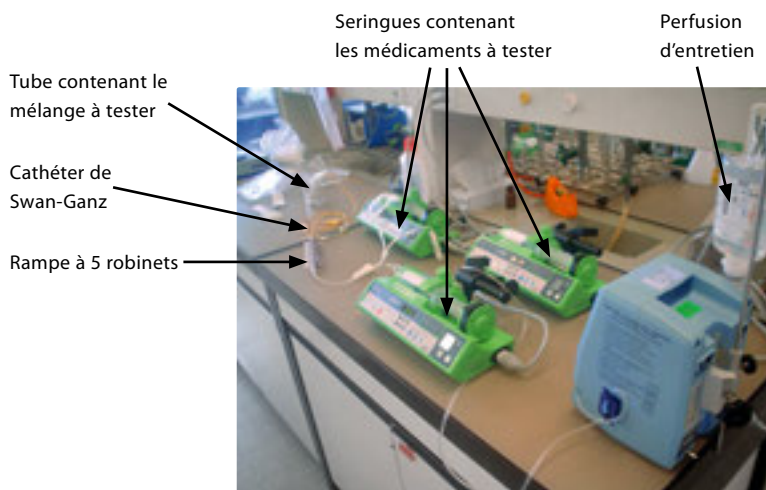 Seringues contenant
les médicaments à tester
Perfusion
d’entretien
Tube contenant le
mélange à tester
Cathéter de
Swan-Ganz
Rampe à 5 robinets